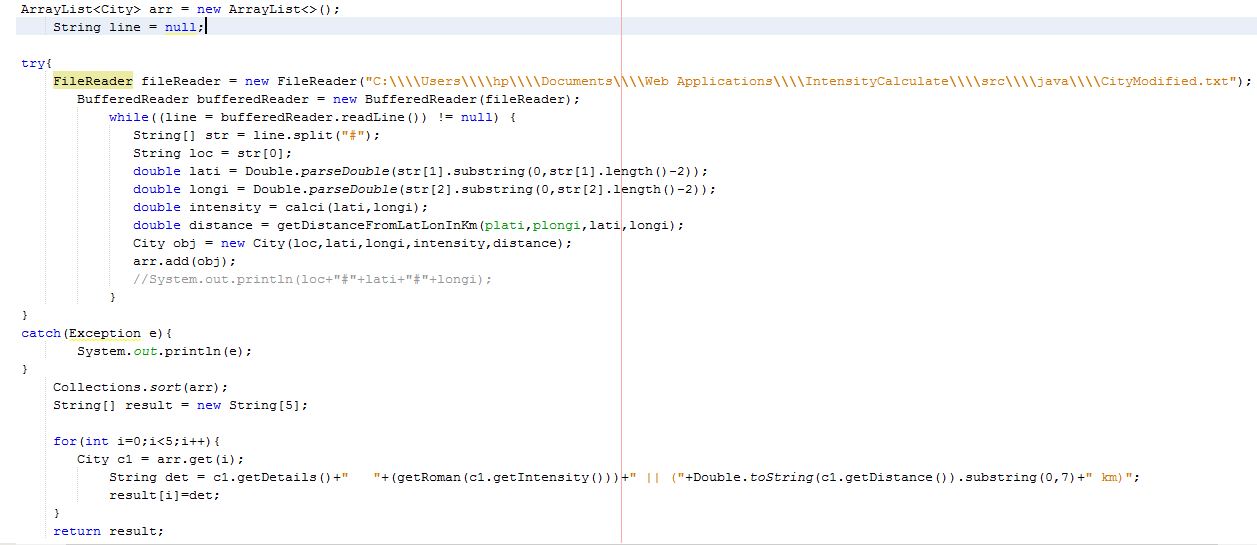 ArrayList<City> arr = new ArrayList<>();
String line = null;
try{
FileReader fileReader = new FileReader("C:\\\\Users\\\\hp\\\\Documents\\\\Web Applications\\\\IntensityCalculate\\\\src\\\\java\\\\CityModified.txt");
BufferedReader bufferedReader = new BufferedReader(fileReader);
while((line = bufferedReader.readLine()) != null) {
String[] str = line.split("#");
String loc = str[0];
double lati = Double.parseDouble(str[1].substring(0,str[1].length()-2));
double longi = Double.parseDouble(str[2].substring(0,str[2].length()-2));
double intensity = calci(lati,longi);
double distance = getDistanceFromLatLonInKm(plati,plongi,lati,longi);
City obj = new City(loc,lati,longi,intensity,distance);
arr.add(obj);
//System.out.println(loc+"#"+lati+"#"+longi);
}
}
catch(Exception e){
System.out.println(e);
}
Collections.sort(arr);
String[] result = new String[5];
for(int i=0;i<5;i++){
City c1 = arr.get(i);
String det = c1.getDetails()+"   "+(getRoman(c1.getIntensity()))+" || ("+Double.toString(c1.getDistance()).substring(0,7)+" km)";
result[i]=det;
}
return result;